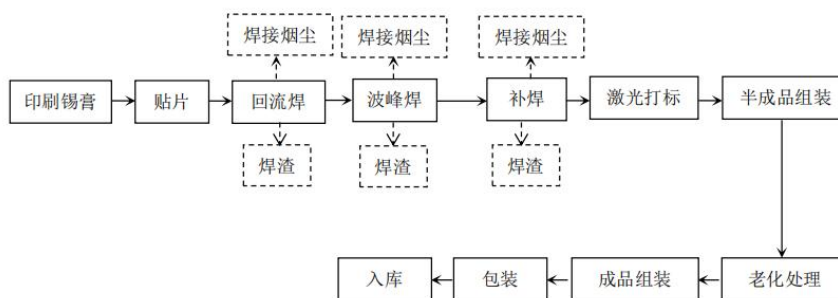 焊接烟尘 焊接烟尘 焊接烟尘
印刷锡膏 贴片 回流焊 波峰焊 补焊 激光打标 半成品组装
焊渣 焊渣 焊渣
入库 包装 成品组装 老化处理